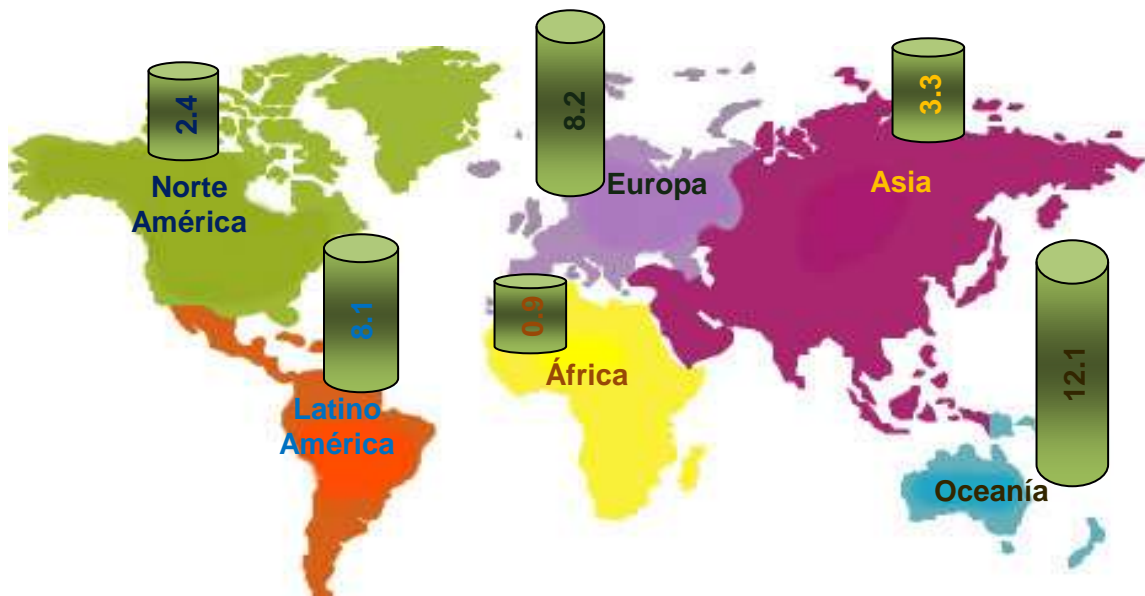 2.4
Norte
América
8.2
Europa
3.3
Asia
8.1
Latino
América
0.9
África
12.1
Oceanía